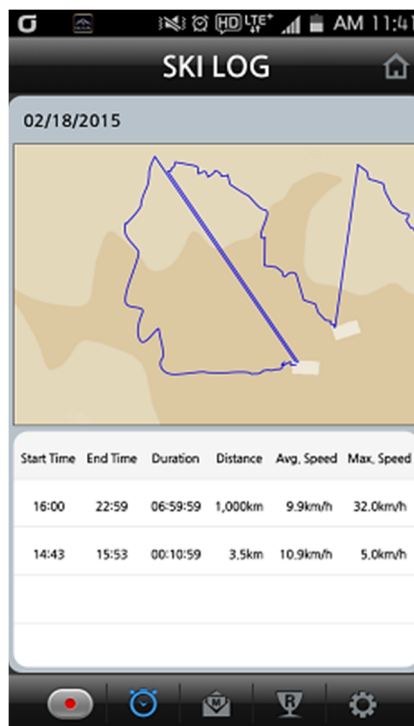 HD LTE+ AM 11:41
SKI LOG
02/18/2015
Start Time End Time Duration Distance Avg. Speed Max. Speed
16:00 22:59 06:59:59 1,000km 9.9km/h 32.0km/h
14:43 15:53 00:10:59 3.5km 10.9km/h 5.0km/h
M R